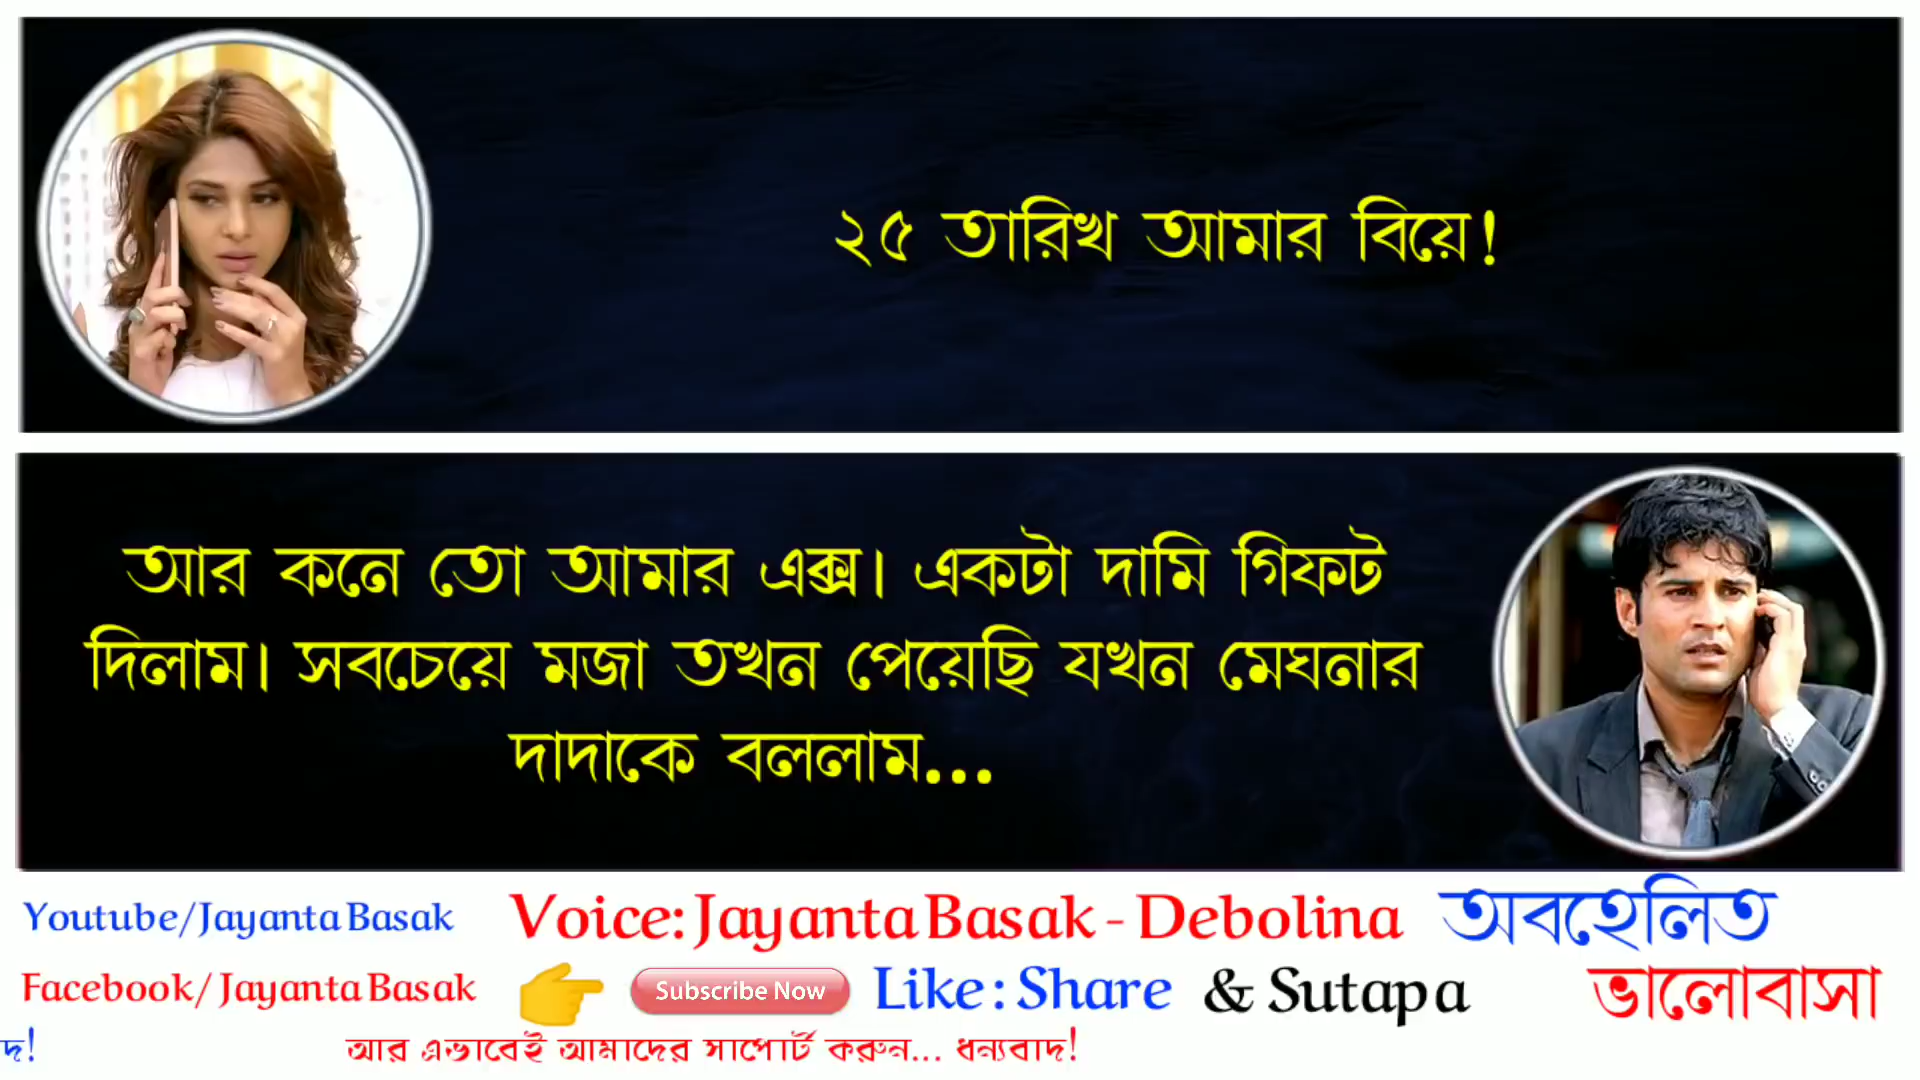 ২৫ তারিখ আমার বিয়ে!
আর কনে তো আমার এক্স। একটা দামি গিফট
দিলাম। সবচেয়ে মজা তখন পেয়েছি যখন মেঘনার
দাদাকে বললাম...
Youtube/Jayanta Basak
Voice: Jayanta Basak - Debolina
অবহেলিত
Facebook/ Jayanta Basak
Subscribe Now
Like : Share
& Sutapa
ভালোবাসা
দ!
আর এভাবেই আমাদের সাপোর্ট করুন... ধন্যবাদ!